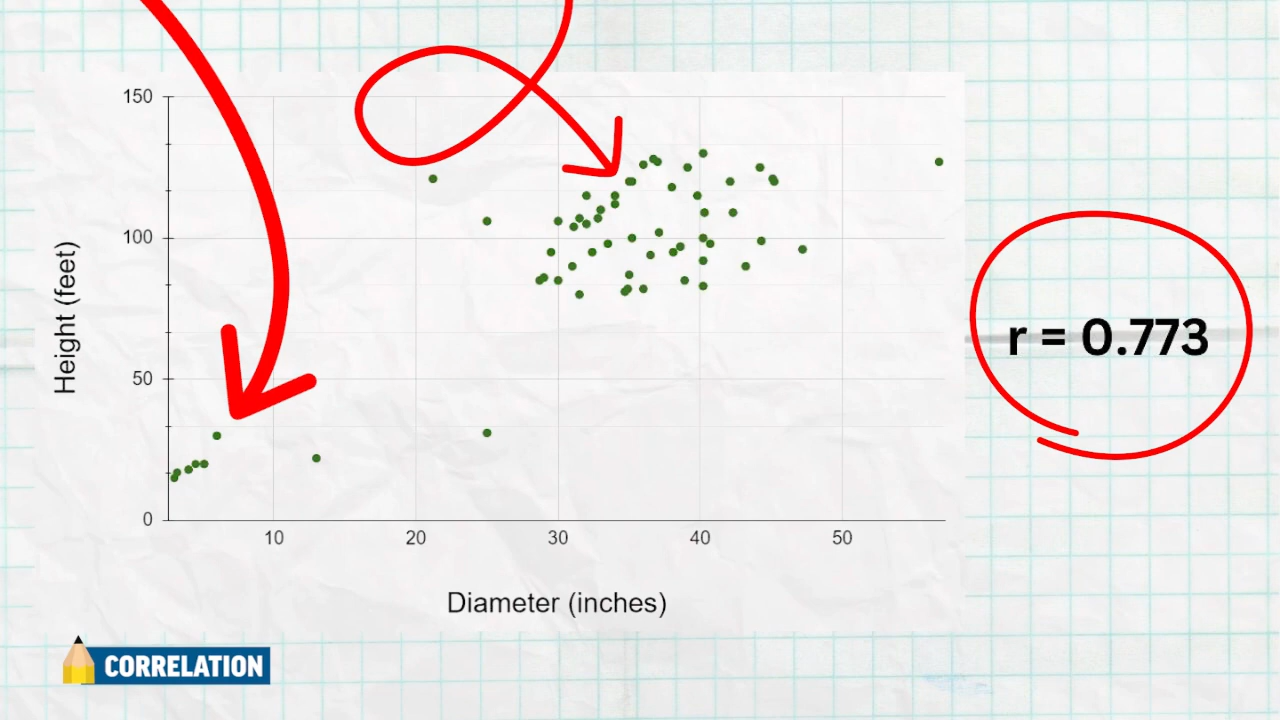 150
100
50
0
Height (feet)
10 20 30 40 50
Diameter (inches)
r = 0.773
CORRELATION